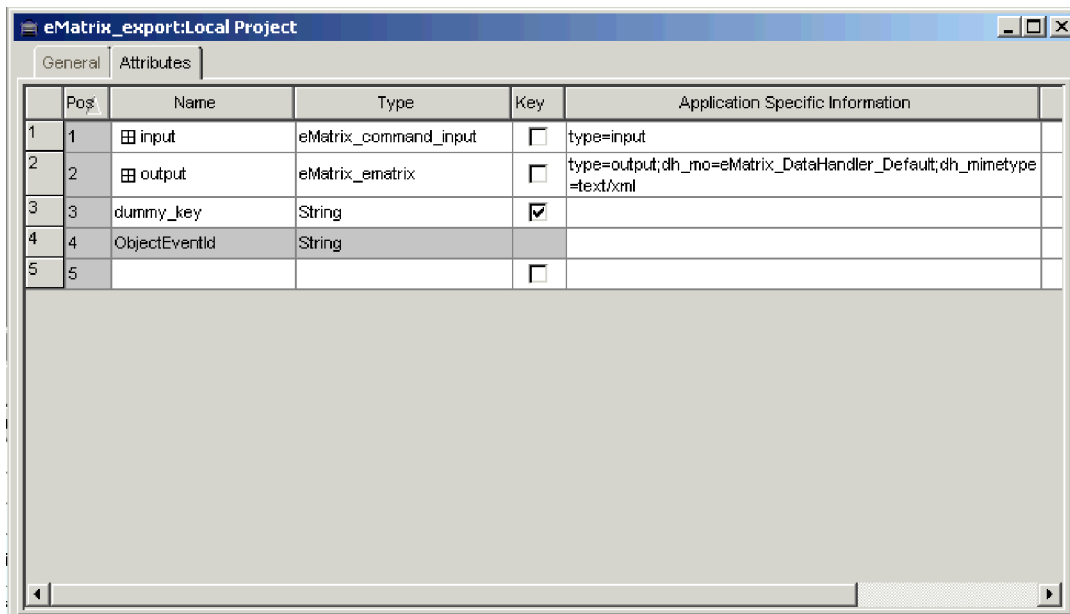 eMatrix_export:Local Project
General Attributes
Pos Name Type Key Application Specific Information
1 1 input eMatrix_command_input type=input
2 2 output eMatrix_ematrix type=output;dh_mo=eMatrix_DataHandler_Default;dh_mimetype
=text/xml
3 3 dummy_key String
4 4 ObjectEventId String
5 5